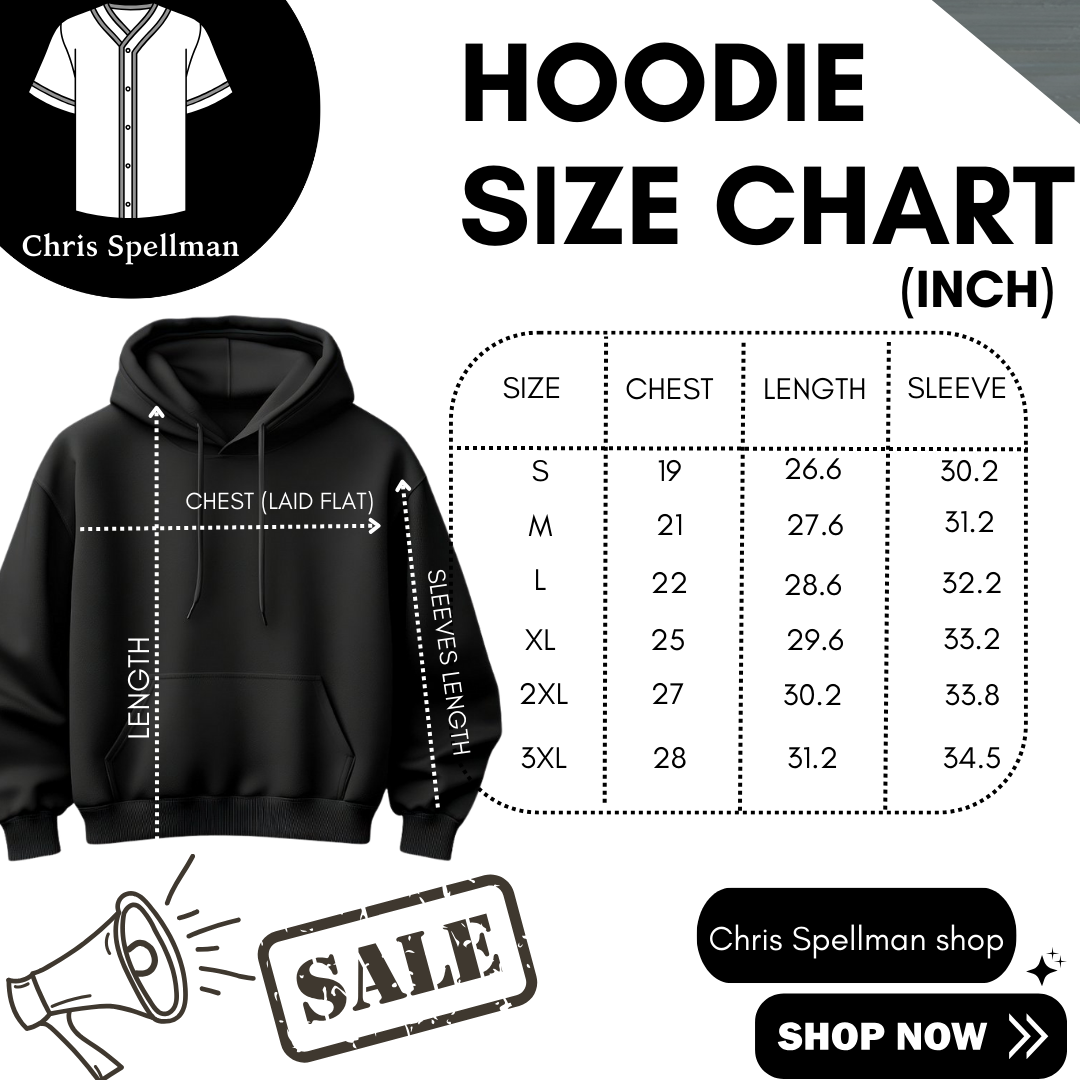 Chris Spellman
HOODIE
SIZE CHART
(INCH)
CHEST (LAID FLAT)
LENGTH
SLEEVES LENGTH
SIZE CHEST LENGTH SLEEVE
S 19 26.6 30.2
M 21 27.6 31.2
L 22 28.6 32.2
XL 25 29.6 33.2
2XL 27 30.2 33.8
3XL 28 31.2 34.5
SALE
Chris Spellman shop
SHOP NOW